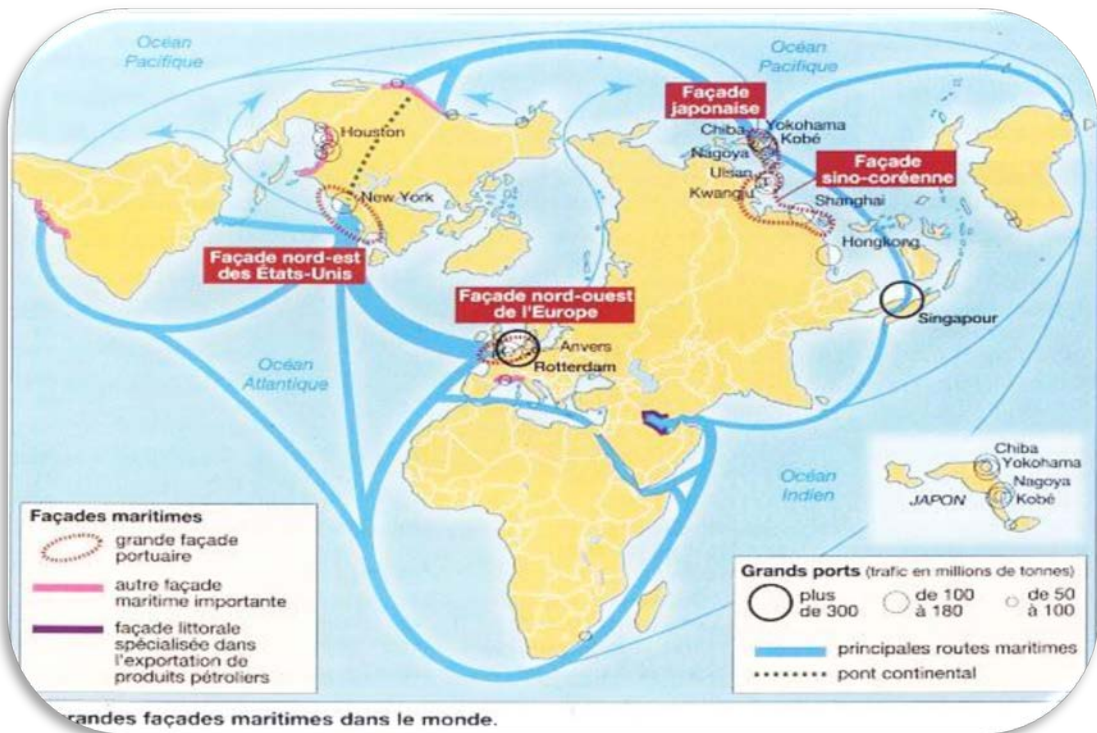 Océan
Pacifique
Océan
Pacifique
Façade
japonaise
Houston
Chiba
Yokohama
Kobé
Nagoya
Façade
sino-coréenne
Ulsan
Kwangju
New York
Shanghai
Hongkong
Façade nord-est
des États-Unis
Façade nord-ouest
de l'Europe
Singapour
Anvers
Rotterdam
Océan
Atlantique
Océan
Indien
Chiba
Yokohama
Nagoya
JAPON
Kobé
Façades maritimes
grande façade
portuaire
autre façade
maritime importante
façade littorale
spécialisée dans
l'exportation de
produits pétroliers
Grands ports (trafic en millions de tonnes)
plus
de 300
de 100
à 180
de 50
à 100
principales routes maritimes
pont continental
randes façades maritimes dans le monde.